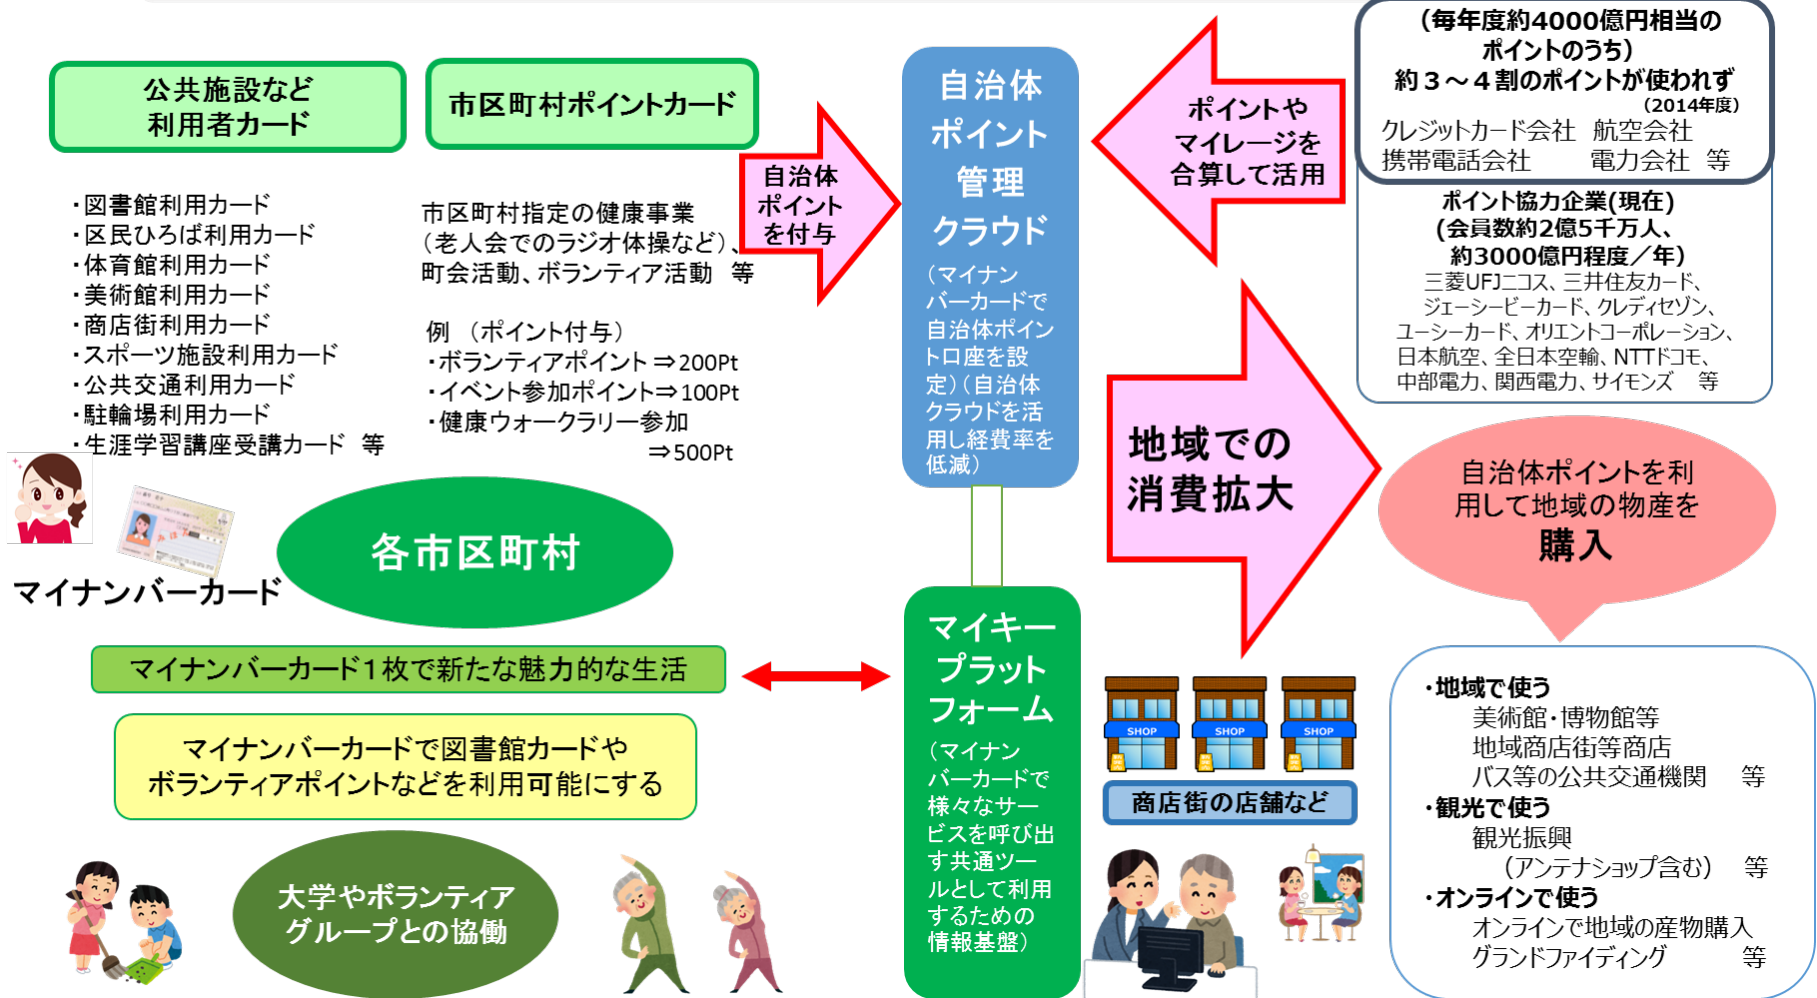 公共施設など
利用者カード
・図書館利用カード
・区民ひろば利用カード
・体育館利用カード
・美術館利用カード
・商店街利用カード
・スポーツ施設利用カード
・公共交通利用カード
・駐輪場利用カード
・生涯学習講座受講カード 等
市区町村ポイントカード
市区町村指定の健康事業
（老人会でのラジオ体操など）、
町会活動、ボランティア活動 等
例 （ポイント付与）
・ボランティアポイント⇒200Pt
・イベント参加ポイント⇒100Pt
・健康ウォークラリー参加
⇒500Pt
自治体
ポイント
を付与
自治体
ポイント
管理
クラウド
（マイナン
バーカードで
自治体ポイン
ト口座を設
定）（自治体
クラウドを活
用し経費率を
低減）
ポイントや
マイレージを
合算して活用
（毎年度約4000億円相当の
ポイントのうち）
約３～４割のポイントが使われず
（2014年度）
クレジットカード会社 航空会社
携帯電話会社 電力会社 等
ポイント協力企業(現在)
(会員数約2億5千万人、
約3000億円程度／年)
三菱UFJニコス、三井住友カード、
ジェーシービーカード、クレディセゾン、
ユーシーカード、オリエントコーポレーション、
日本航空、全日本空輸、NTTドコモ、
中部電力、関西電力、サイモンズ 等
マイナンバーカード
各市区町村
マイナンバーカード１枚で新たな魅力的な生活
マイナンバーカードで図書館カードや
ボランティアポイントなどを利用可能にする
大学やボランティア
グループとの協働
マイキー
プラット
フォーム
（マイナン
バーカードで
様々なサー
ビスを呼び出
す共通ツー
ルとして利用
するための
情報基盤）
地域での
消費拡大
SHOP
SHOP
SHOP
商店街の店舗など
自治体ポイントを利
用して地域の物産を
購入
・地域で使う
美術館・博物館等
地域商店街等商店
バス等の公共交通機関 等
・観光で使う
観光振興
（アンテナショップ含む） 等
・オンラインで使う
オンラインで地域の産物購入
グランドファイディング 等